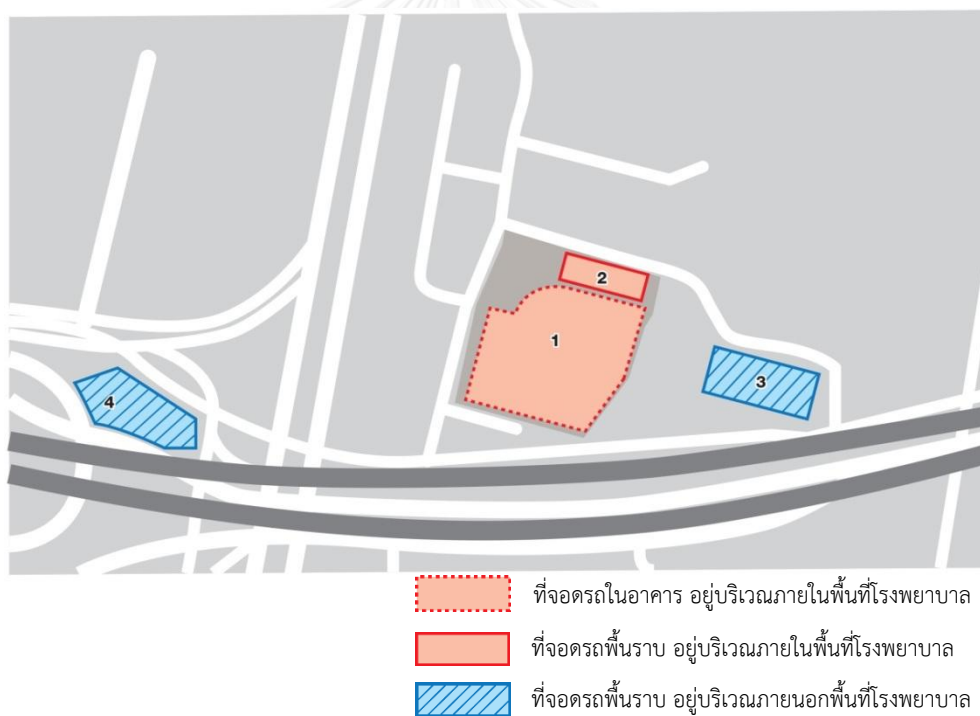 2
1
3
4
ที่จอดรถในอาคาร อยู่บริเวณภายในพื้นที่โรงพยาบาล
ที่จอดรถพื้นราบ อยู่บริเวณภายในพื้นที่โรงพยาบาล
ที่จอดรถพื้นราบ อยู่บริเวณภายนอกพื้นที่โรงพยาบาล